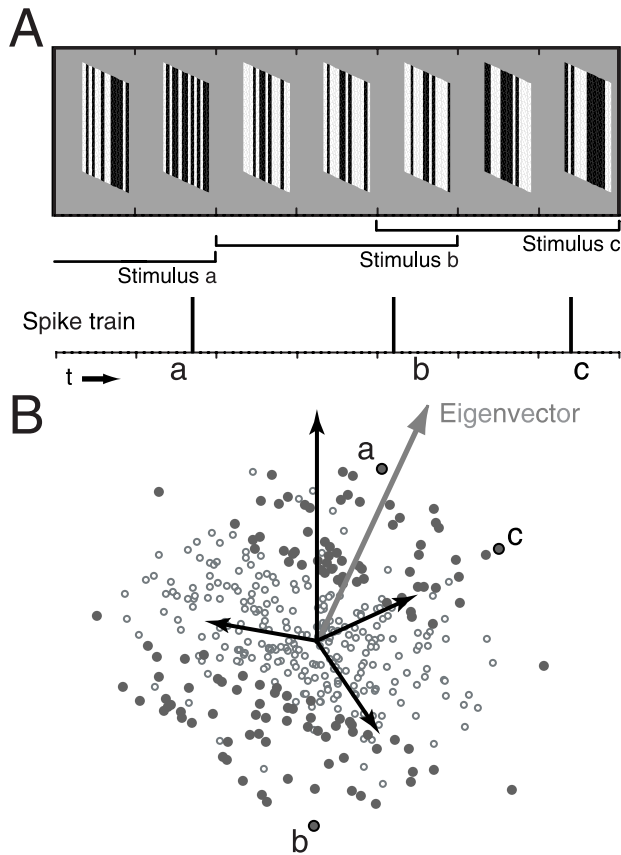 A
Stimulus c
Stimulus b
Stimulus a
Spike train
a b c
t
B
Eigenvector
a
c
b